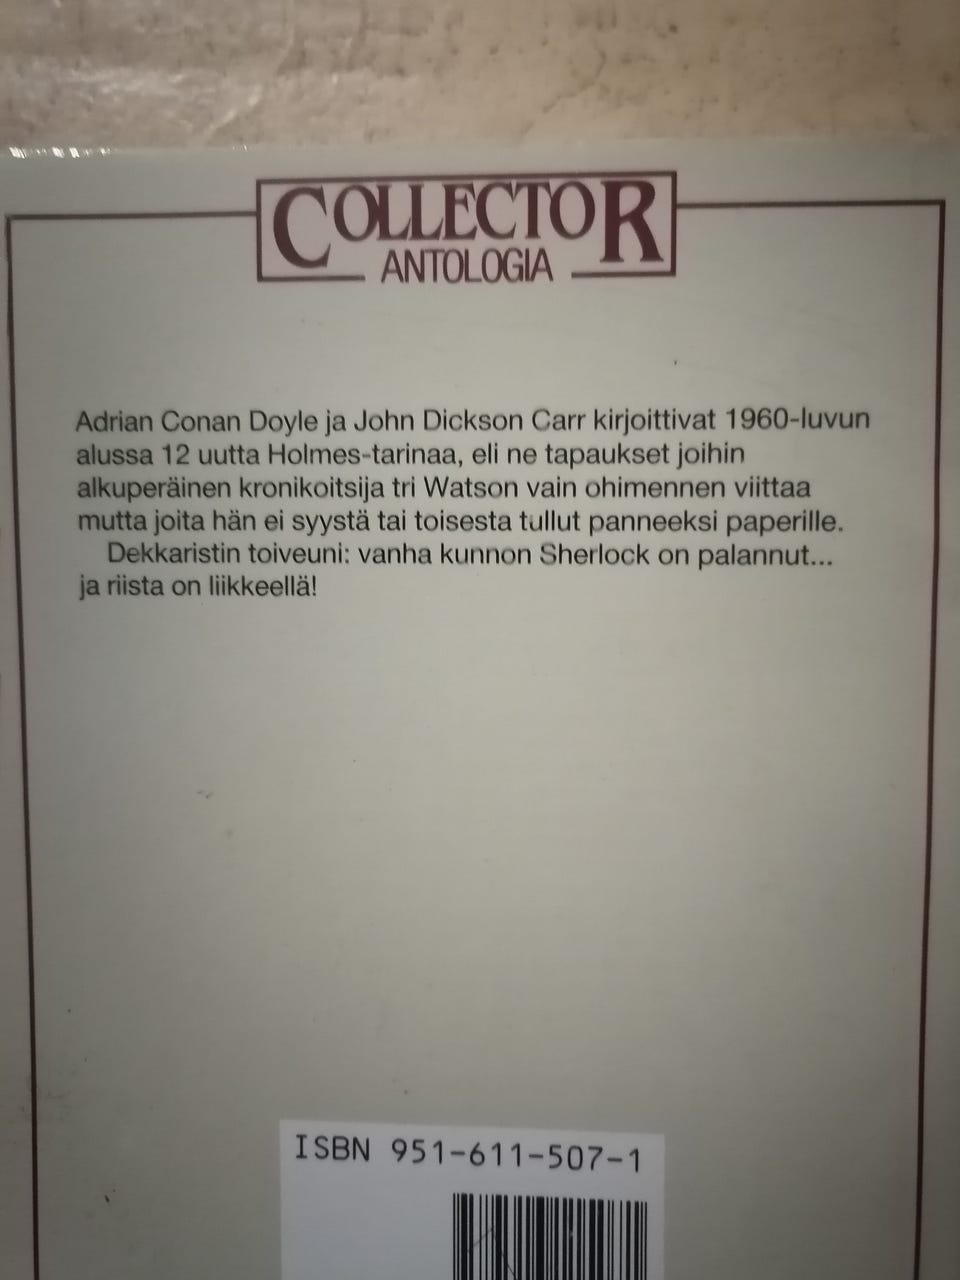 COLLECTOR
ANTOLOGIA
Adrian Conan Doyle ja John Dickson Carr kirjoittivat 1960-luvun
alussa 12 uutta Holmes-tarinaa, eli ne tapaukset joihin
alkuperäinen kronikoitsija tri Watson vain ohimennen viittaa
mutta joita hän ei syystä tai toisesta tullut panneeksi paperille.
Dekkaristin toiveuni: vanha kunnon Sherlock on palannut...
ja riista on liikkeellä!
ISBN 951-611-507-1